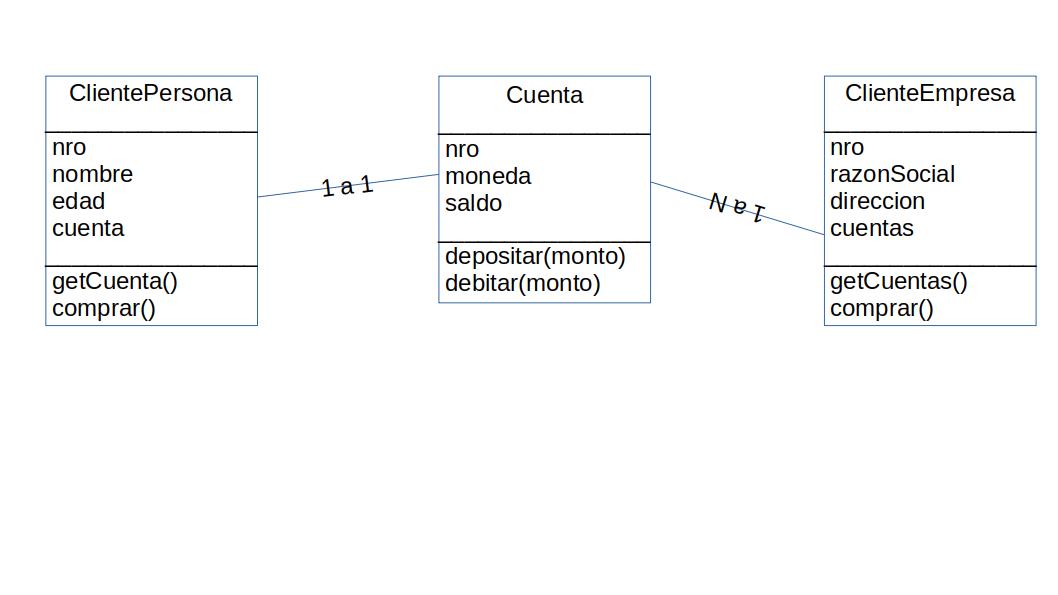 ClientePersona
nro
nombre
edad
cuenta
getCuenta()
comprar()
1 a 1
Cuenta
nro
moneda
saldo
depositar(monto)
debitar(monto)
1 a N
ClienteEmpresa
nro
razonSocial
direccion
cuentas
getCuentas()
comprar()